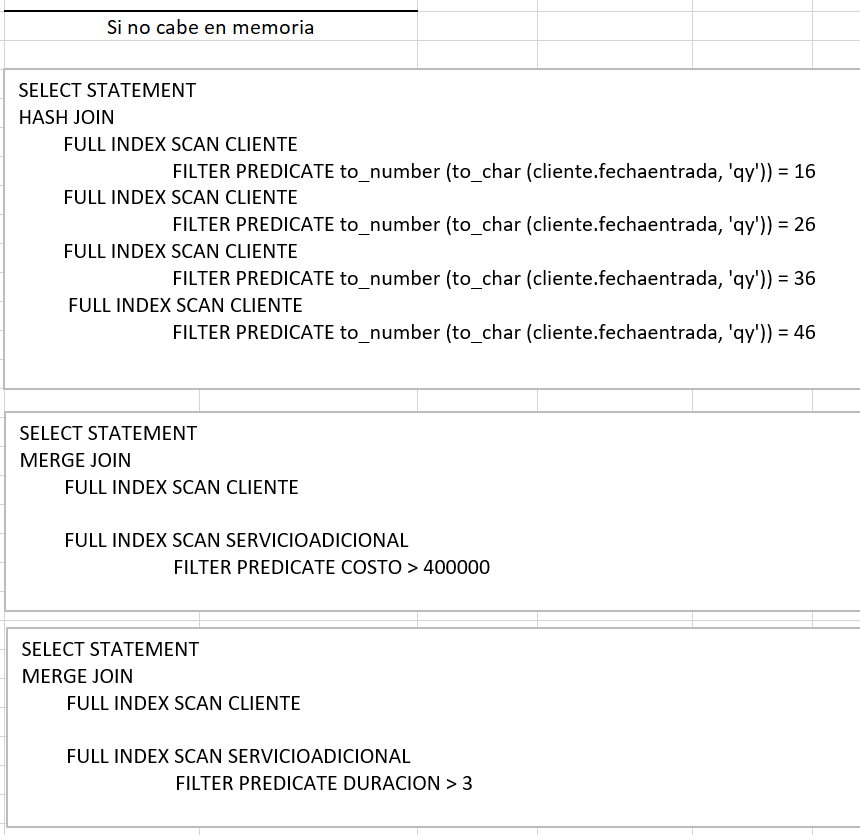 Si no cabe en memoria
SELECT STATEMENT
HASH JOIN
FULL INDEX SCAN CLIENTE
FILTER PREDICATE to_number (to_char (cliente.fechaentrada, 'qy')) = 16
FULL INDEX SCAN CLIENTE
FILTER PREDICATE to_number (to_char (cliente.fechaentrada, 'qy')) = 26
FULL INDEX SCAN CLIENTE
FILTER PREDICATE to_number (to_char (cliente.fechaentrada, 'qy')) = 36
FULL INDEX SCAN CLIENTE
FILTER PREDICATE to_number (to_char (cliente.fechaentrada, 'qy')) = 46
SELECT STATEMENT
MERGE JOIN
FULL INDEX SCAN CLIENTE
FULL INDEX SCAN SERVICIOADICIONAL
FILTER PREDICATE COSTO > 400000
SELECT STATEMENT
MERGE JOIN
FULL INDEX SCAN CLIENTE
FULL INDEX SCAN SERVICIOADICIONAL
FILTER PREDICATE DURACION > 3